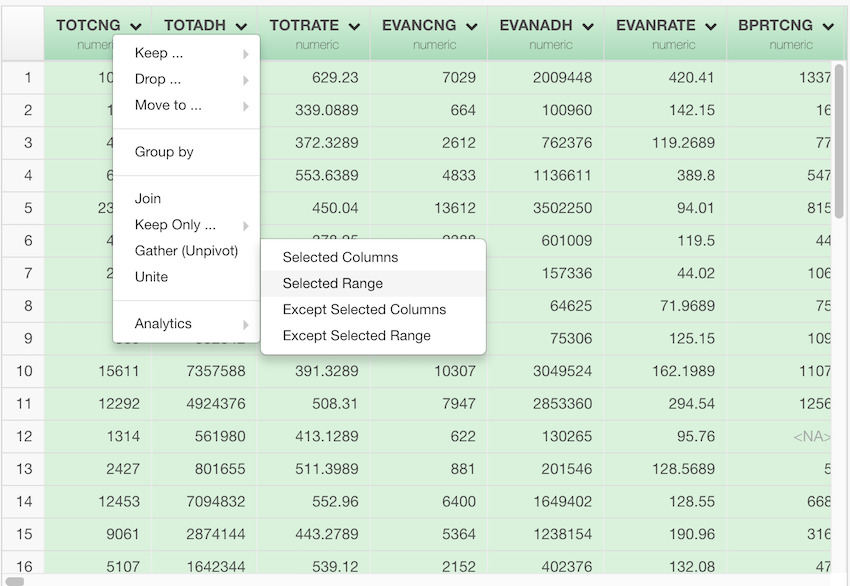 TOTCNG TOTADH TOTRATE EVANCNG EVANADH EVANRATE BPRTCNG
numeric numeric numeric numeric numeric
Keep ...
1 629.23 7029 2009448 420.41 1337
Drop ...
Move to ...
2 339.0889 664 100960 142.15 16
3 372.3289 2612 762376 119.2689 77
Group by
4 553.6389 4833 1136611 389.8 547
Join
5 23 450.04 13612 3502250 94.01 815
Keep Only ...
6 601009 119.5 44
Gather (Unpivot)
Selected Columns
7 157336 44.02 106
Unite
Selected Range
8 64625 71.9689 75
Except Selected Columns
Analytics
9 75306 125.15 109
Except Selected Range
10 15611 7357588 391.3289 10307 3049524 162.1989 1107
11 12292 4924376 508.31 7947 2853360 294.54 1256
12 1314 561980 413.1289 622 130265 95.76 <NA>
13 2427 801655 511.3989 881 201546 128.5689 5
14 12453 7094832 552.96 6400 1649402 128.55 668
15 9061 2874144 443.2789 5364 1238154 190.96 316
16 5107 1642344 539.12 2152 402376 132.08 47